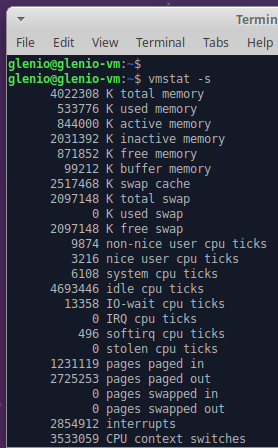 Termin
File Edit View Terminal Tabs Help
glenio@glenio-vm:~$
glenio@glenio-vm:~$ vmstat -s
4022308 K total memory
533776 K used memory
844000 K active memory
2031392 K inactive memory
871852 K free memory
99212 K buffer memory
2517468 K swap cache
2097148 K total swap
0 K used swap
2097148 K free swap
9874 non-nice user cpu ticks
3216 nice user cpu ticks
6108 system cpu ticks
4693446 idle cpu ticks
13358 IO-wait cpu ticks
0 IRQ cpu ticks
496 softirq cpu ticks
0 stolen cpu ticks
1231119 pages paged in
2725253 pages paged out
0 pages swapped in
0 pages swapped out
2854912 interrupts
3533059 CPU context switches